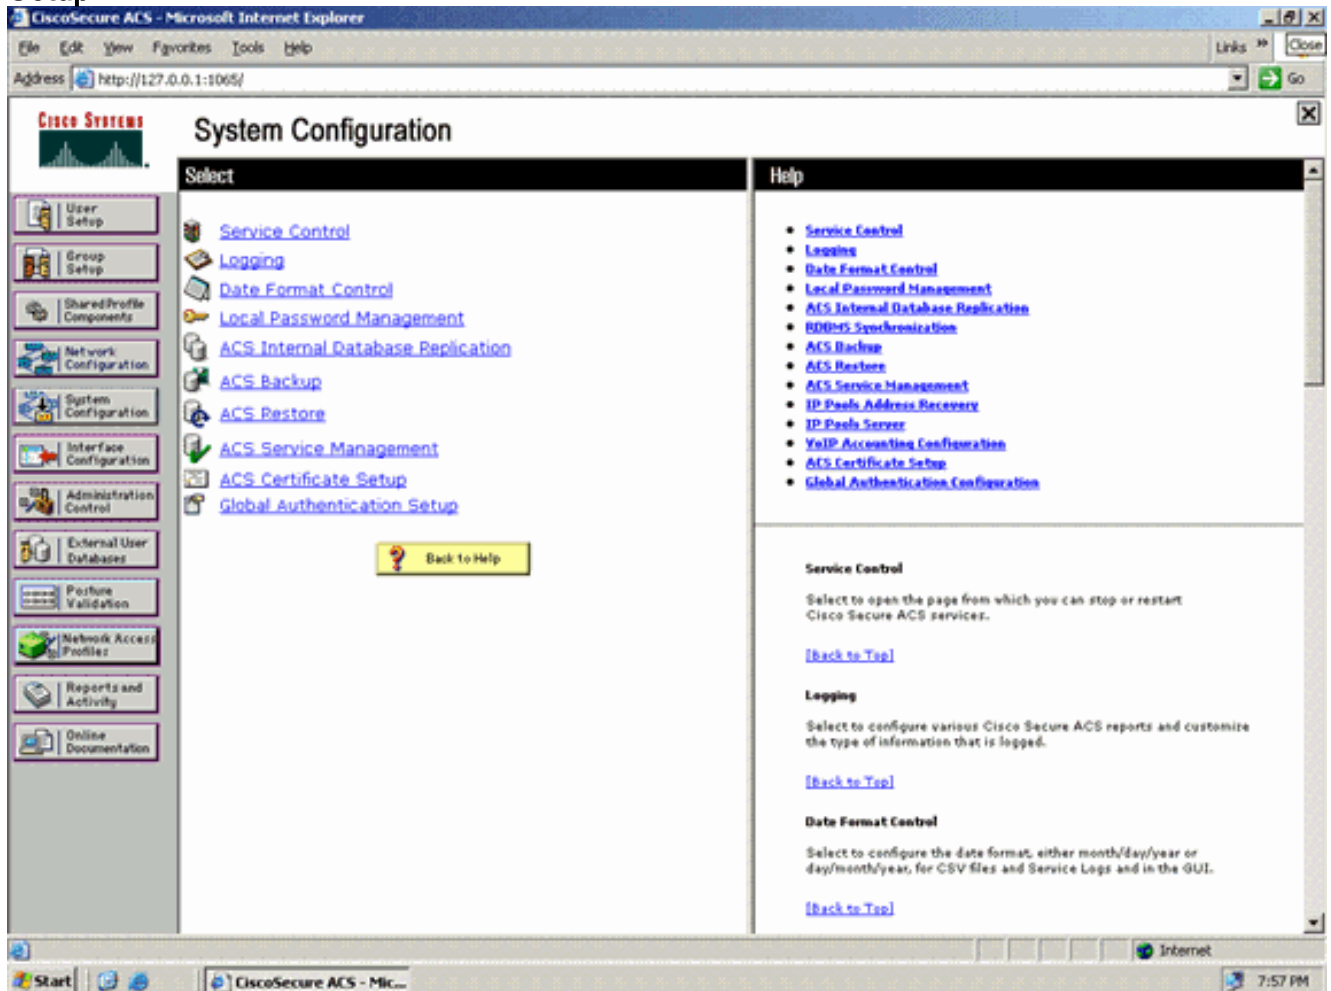 Setup
CiscoSecure ACS - Microsoft Internet Explorer
File Edit View Favorites Tools Help
Links »
Close
Address http://127.0.0.1:1065/
Go
CISCO SYSTEMS
System Configuration
Select
User
Setup
Group
Setup
Shared Profile
Components
Network
Configuration
System
Configuration
Interface
Configuration
Administration
Control
External User
Databases
Posture
Validation
Network Access
Profiles
Reports and
Activity
Online
Documentation
Service Control
Logging
Date Format Control
Local Password Management
ACS Internal Database Replication
ACS Backup
ACS Restore
ACS Service Management
ACS Certificate Setup
Global Authentication Setup
Back to Help
Help
Service Control
Logging
Date Format Control
Local Password Management
ACS Internal Database Replication
RDBMS Synchronization
ACS Backup
ACS Restore
ACS Service Management
IP Pools Address Recovery
IP Pools Server
VoIP Accounting Configuration
ACS Certificate Setup
Global Authentication Configuration
Service Control
Select to open the page from which you can stop or restart
Cisco Secure ACS services.
[Back to Top]
Logging
Select to configure various Cisco Secure ACS reports and customize
the type of information that is logged.
[Back to Top]
Date Format Control
Select to configure the date format, either month/day/year or
day/month/year, for CSV files and Service Logs and in the GUI.
[Back to Top]
Internet
Start
CiscoSecure ACS - Mic...
7:57 PM